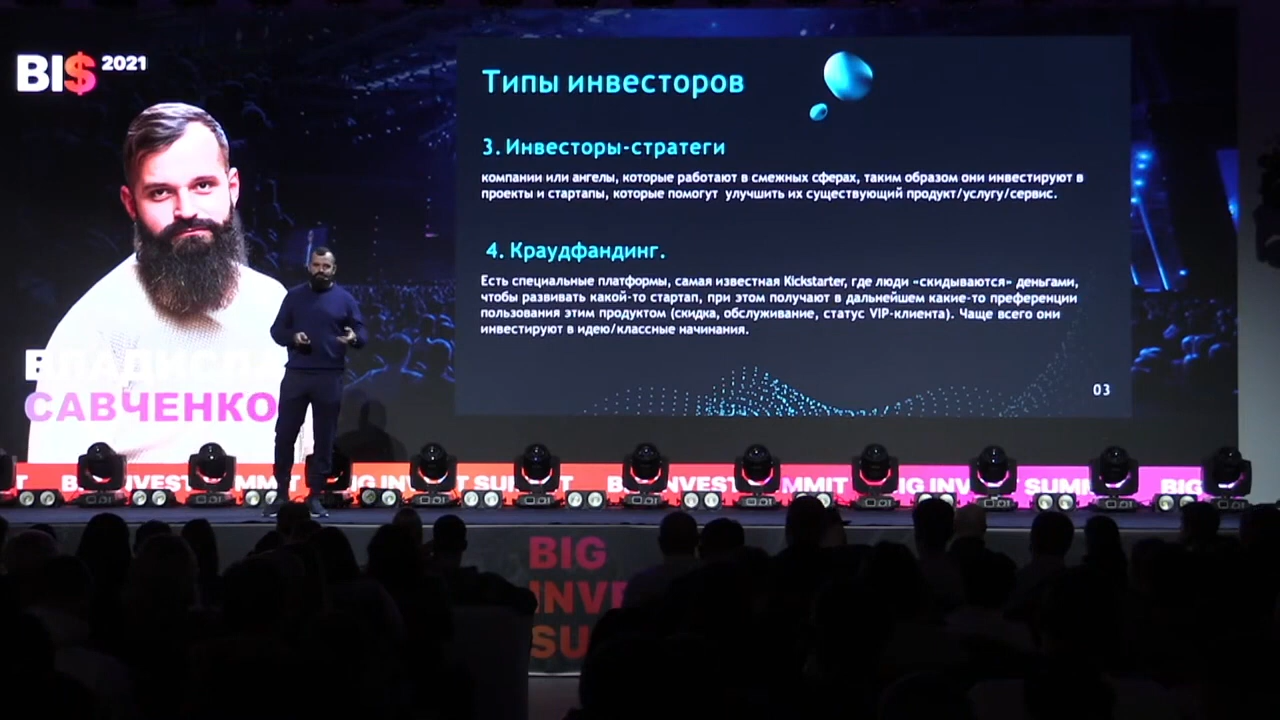 BI$ 2021
Типы инвесторов
3. Инвесторы-стратеги
компании или ангелы, которые работают в смежных сферах, таким образом они инвестируют в
проекты и стартапы, которые помогут улучшить их существующий продукт/услугу/сервис.
4. Краудфандинг.
Есть специальные платформы, самая известная Kickstarter, где люди «скидываются» деньгами,
чтобы развивать какой-то стартап, при этом получают в дальнейшем какие-то преференции
пользования этим продуктом (скидка, обслуживание, статус VIP-клиента). Чаще всего они
инвестируют в идею/классные начинания.
03
САВЧЕНКО
BIG